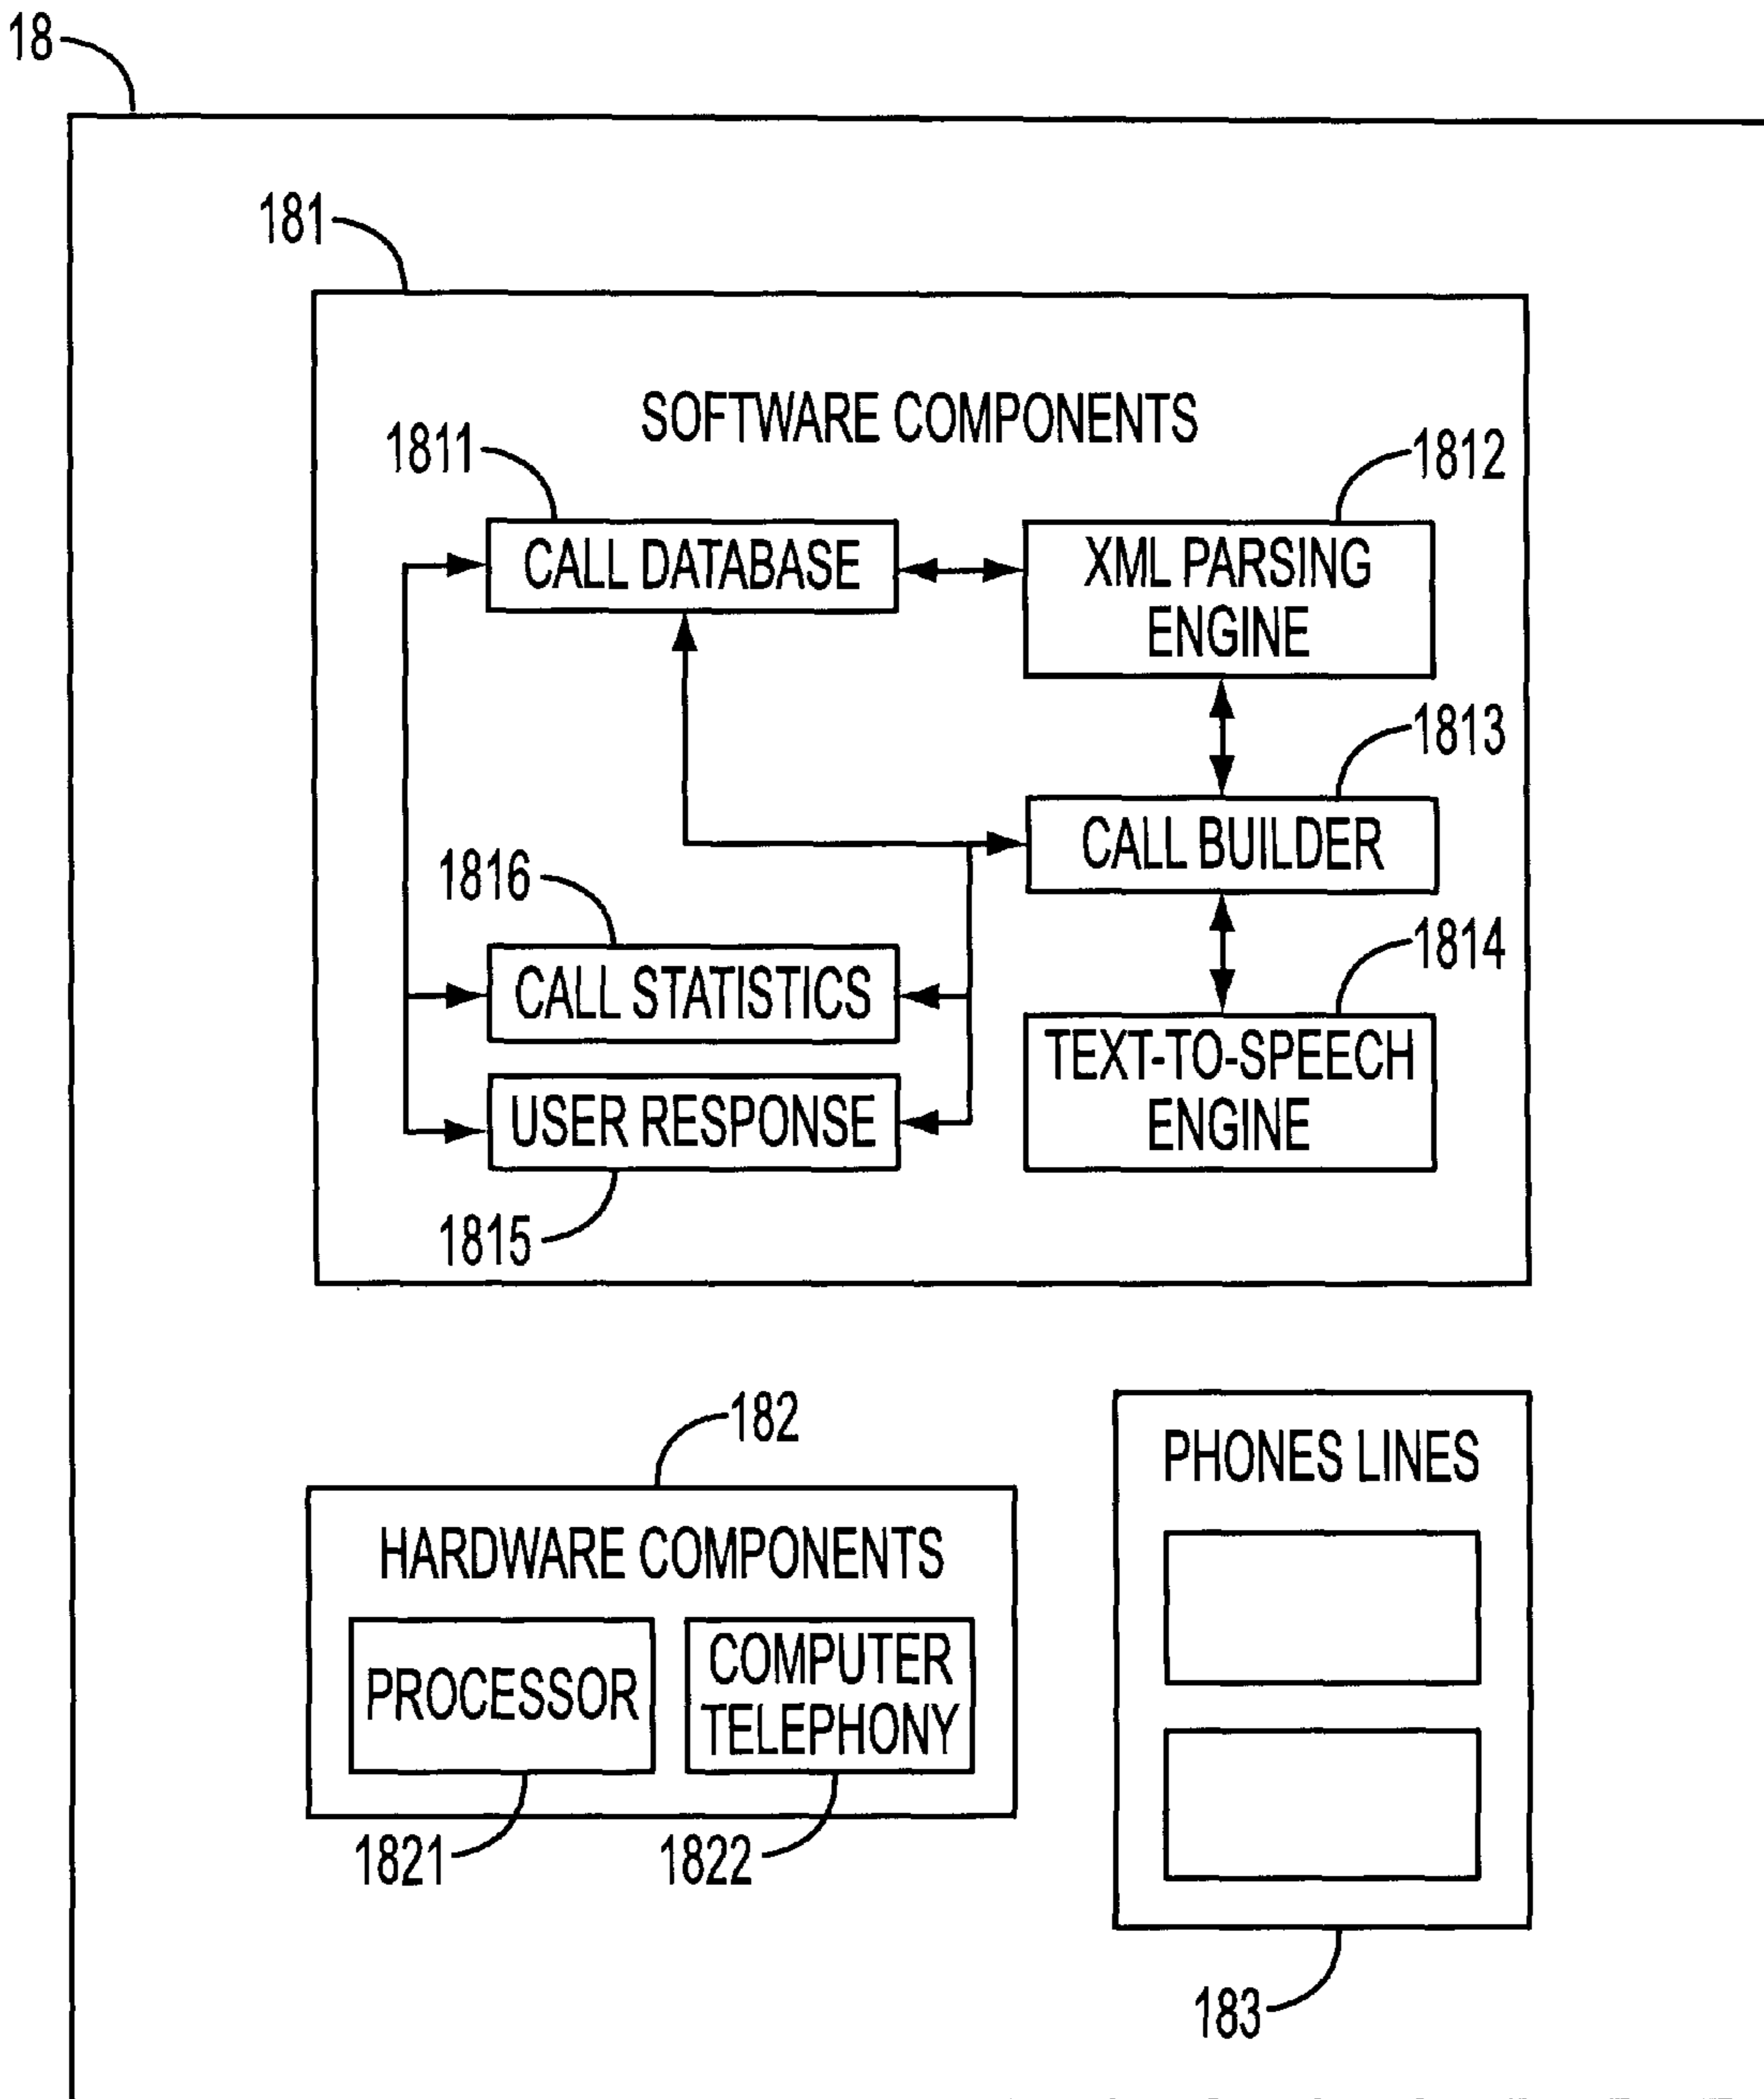 18
181
SOFTWARE COMPONENTS
1811
1812
CALL DATABASE
XML PARSING
ENGINE
1813
CALL BUILDER
1816
1814
CALL STATISTICS
TEXT-TO-SPEECH
ENGINE
USER RESPONSE
1815
182
PHONES LINES
HARDWARE COMPONENTS
PROCESSOR
COMPUTER
TELEPHONY
1821
1822
183